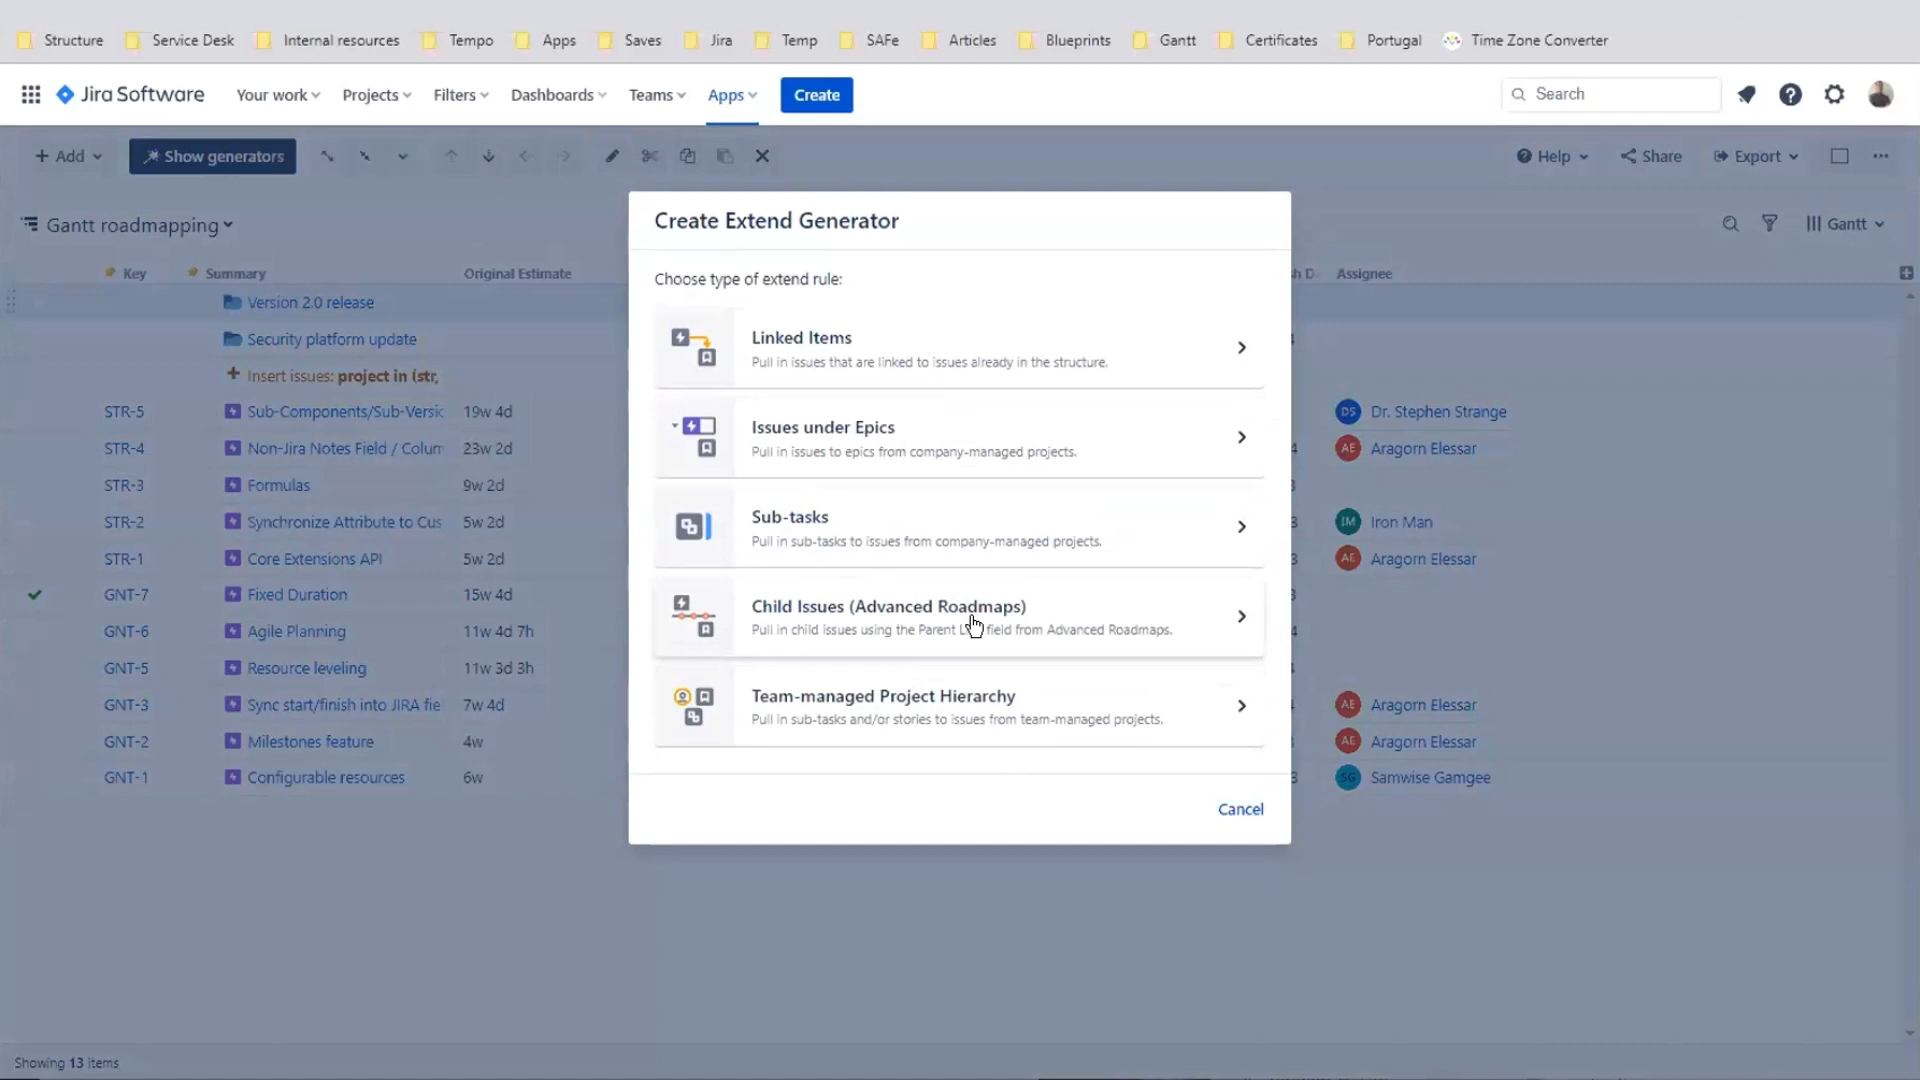 Structure Service Desk Internal resources Tempo Apps Saves Jira Temp SAFe Articles Blueprints Gantt Certificates Portugal Time Zone Converter
Jira Software Your work Projects Filters Dashboards Teams Apps Create Search
+ Add Show generators Help Share Export
Gantt roadmapping Gantt
Key Summary Original Estimate Assignee
Version 2.0 release
Security platform update
Insert issues: project in (str,
STR-5 Sub-Components/Sub-Versic 19w 4d DS Dr. Stephen Strange
STR-4 Non-Jira Notes Field / Colum 23w 2d AE Aragorn Elessar
STR-3 Formulas 9w 2d
STR-2 Synchronize Attribute to Cus 5w 2d IM Iron Man
STR-1 Core Extensions API 5w 2d AE Aragorn Elessar
GNT-7 Fixed Duration 15w 4d
GNT-6 Agile Planning 11w 4d 7h
GNT-5 Resource leveling 11w 3d 3h
GNT-3 Sync start/finish into JIRA fie 7w 4d AE Aragorn Elessar
GNT-2 Milestones feature 4w AE Aragorn Elessar
GNT-1 Configurable resources 6w SG Samwise Gamgee
Create Extend Generator
Choose type of extend rule:
Linked Items
Pull in issues that are linked to issues already in the structure.
Issues under Epics
Pull in issues to epics from company-managed projects.
Sub-tasks
Pull in sub-tasks to issues from company-managed projects.
Child Issues (Advanced Roadmaps)
Pull in child issues using the Parent field from Advanced Roadmaps.
Team-managed Project Hierarchy
Pull in sub-tasks and/or stories to issues from team-managed projects.
Cancel
Showing 13 items